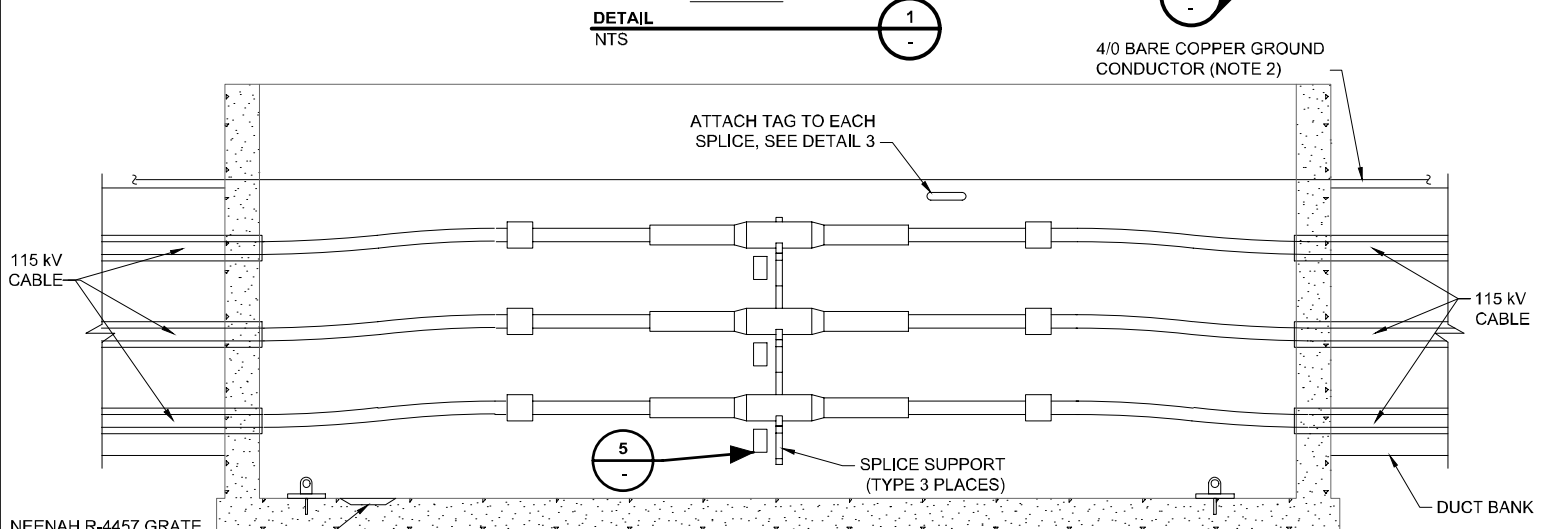 DETAIL
NTS
1
-
-
4/0 BARE COPPER GROUND
CONDUCTOR (NOTE 2)
ATTACH TAG TO EACH
SPLICE, SEE DETAIL 3
115 kV
CABLE
115 kV
CABLE
5
-
SPLICE SUPPORT
(TYPE 3 PLACES)
DUCT BANK
NEENAH R-4457 GRATE